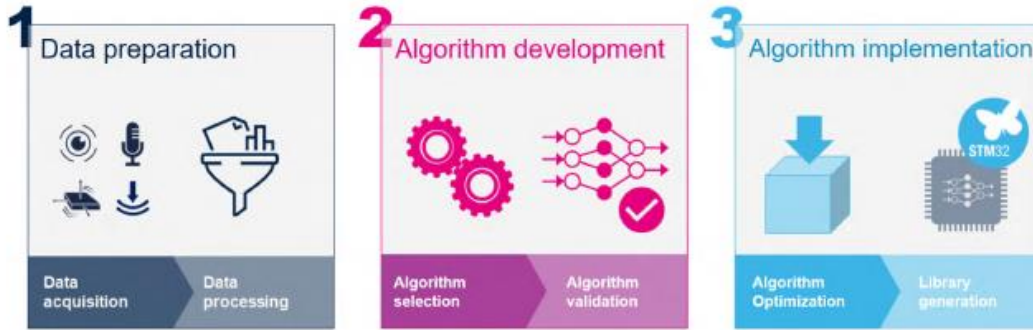 1
Data preparation
Data
acquisition
Data
processing
2
Algorithm development
Algorithm
selection
Algorithm
validation
3
Algorithm implementation
STM32
Algorithm
Optimization
Library
generation